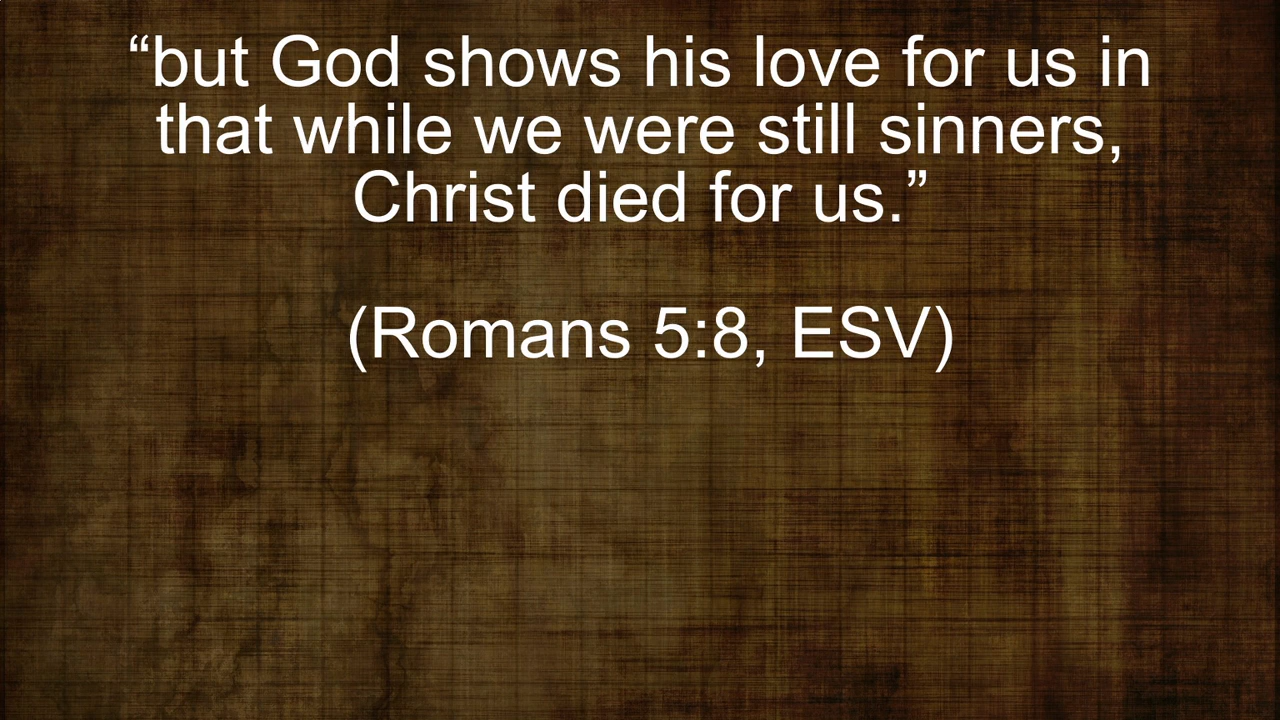 “but God shows his love for us in
that while we were still sinners,
Christ died for us.”
(Romans 5:8, ESV)